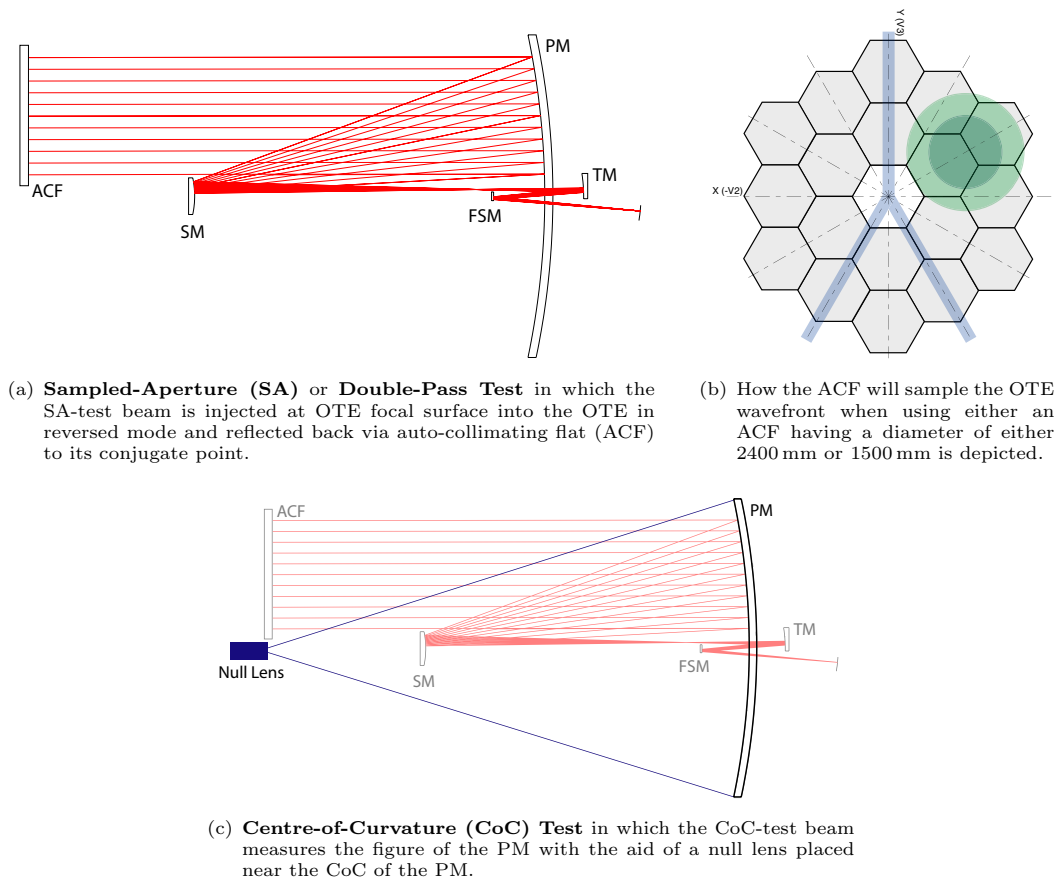 PM
ACF
SM
TM
FSM
Y (V3)
X (-V2)
(a) Sampled-Aperture (SA) or Double-Pass Test in which the
SA-test beam is injected at OTE focal surface into the OTE in
reversed mode and reflected back via auto-collimating flat (ACF)
to its conjugate point.
(b) How the ACF will sample the OTE
wavefront when using either an
ACF having a diameter of either
2400 mm or 1500 mm is depicted.
ACF
PM
Null Lens
SM
TM
FSM
(c) Centre-of-Curvature (CoC) Test in which the CoC-test beam
measures the figure of the PM with the aid of a null lens placed
near the CoC of the PM.